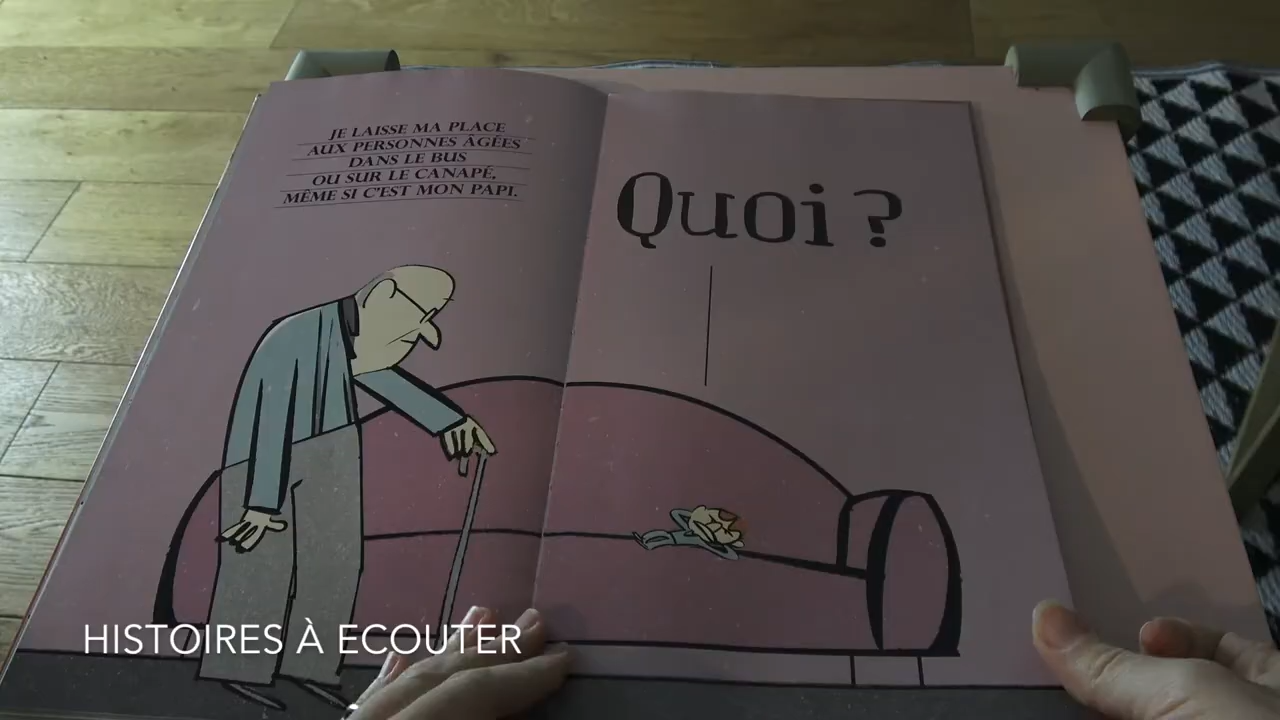 JE LAISSE MA PLACE
AUX PERSONNES ÂGÉES
DANS LE BUS
OU SUR LE CANAPÉ,
MÊME SI C'EST MON PAPI.
Quoi ?
HISTOIRES À ECOUTER